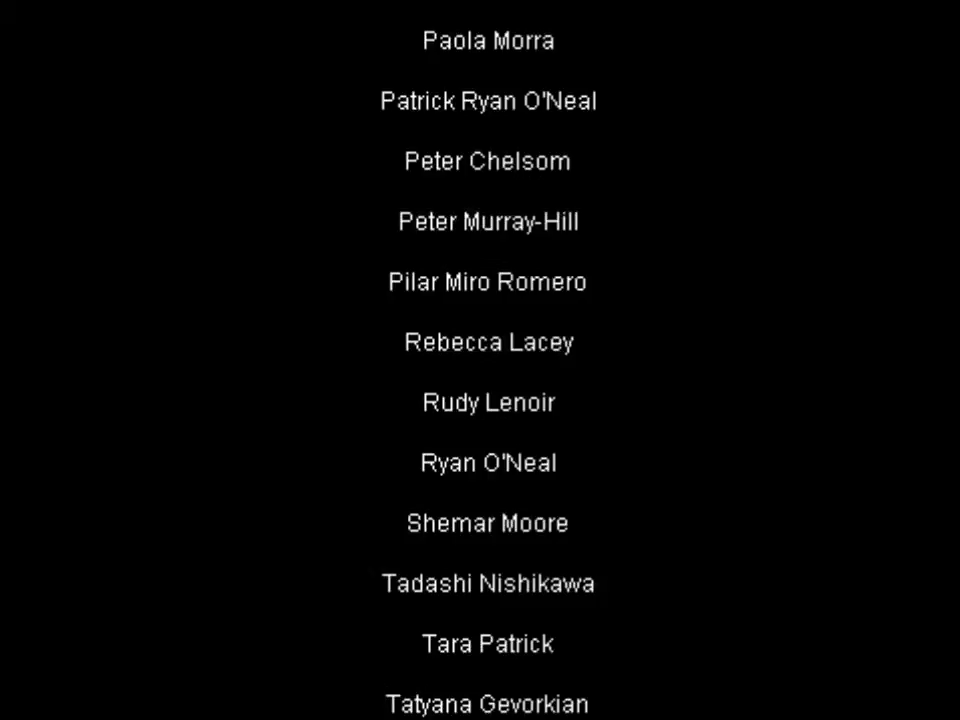 Paola Morra
Patrick Ryan O'Neal
Peter Chelsom
Peter Murray-Hill
Pilar Miro Romero
Rebecca Lacey
Rudy Lenoir
Ryan O'Neal
Shemar Moore
Tadashi Nishikawa
Tara Patrick
Tatyana Gevorkian